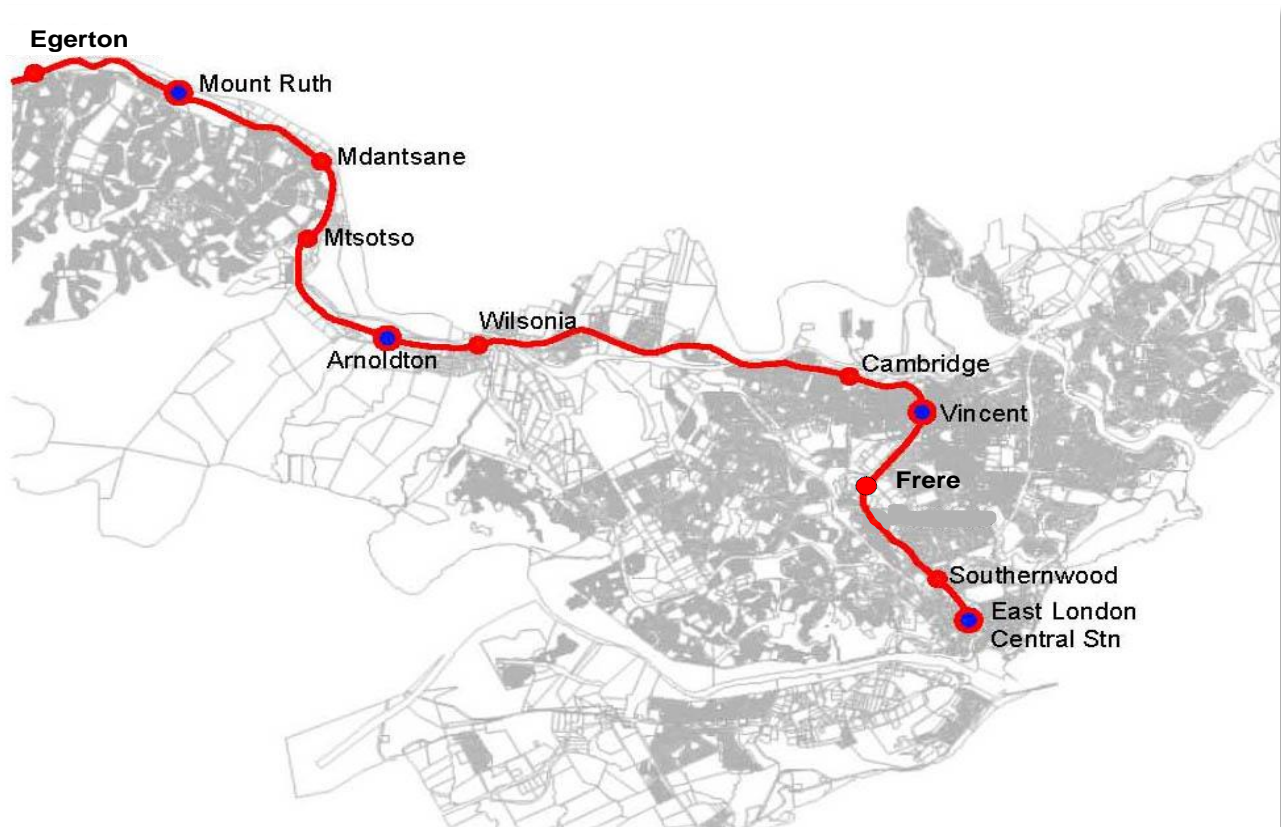 Egerton
Mount Ruth
Mdantsane
Mtsotso
Wilsonia
Arnoldton
Cambridge
Vincent
Frere
Southernwood
East London
Central Stn